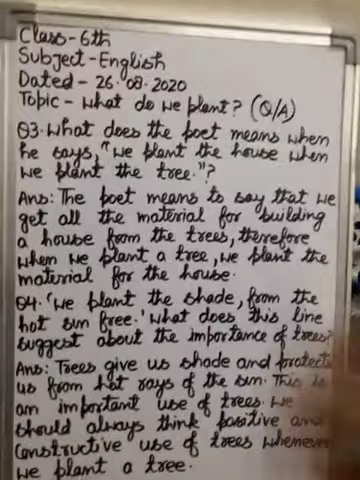 Class-6th
Subject-English
Dated - 26.08.2020
Topic - What do we plant? (Q/A)
Q3. What does the poet means when
he says, "we plant the house when
we plant the tree."?
Ans: The poet means to say that we
get all the material for building
a house from the trees, therefore
when we plant a tree, we plant the
material for the house.
Q4. 'We plant the shade, from the
hot sun free.' What does this line
suggest about the importance of trees?
Ans: Trees give us shade and protects
us from hot rays of the sun. This is
an important use of trees. We
should always think positive and
constructive use of trees whenever
we plant a tree.